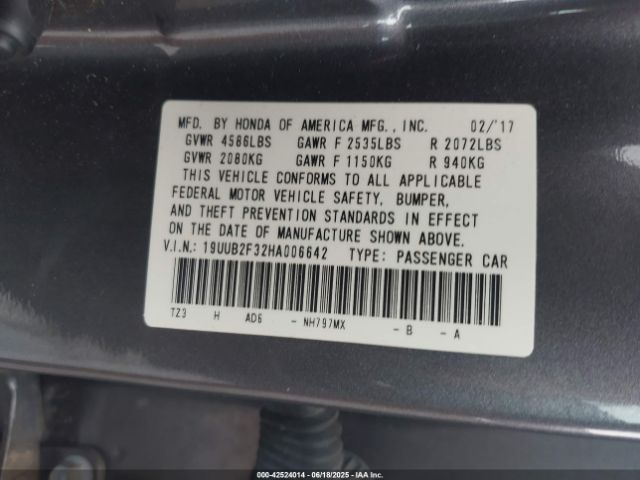 MFD. BY HONDA OF AMERICA MFG., INC. 02/'17
GVWR 4586LBS GAWR F 2535LBS R 2072LBS
GVWR 2080KG GAWR F 1150KG R 940KG
THIS VEHICLE CONFORMS TO ALL APPLICABLE
FEDERAL MOTOR VEHICLE SAFETY, BUMPER,
AND THEFT PREVENTION STANDARDS IN EFFECT
ON THE DATE OF MANUFACTURE SHOWN ABOVE.
V.I.N.: 19UUB2F32HA006642 TYPE: PASSENGER CAR
TZ3 H AD6 - NH797MX - B - A
000-42524014 - 06/18/2025 - IAA Inc.